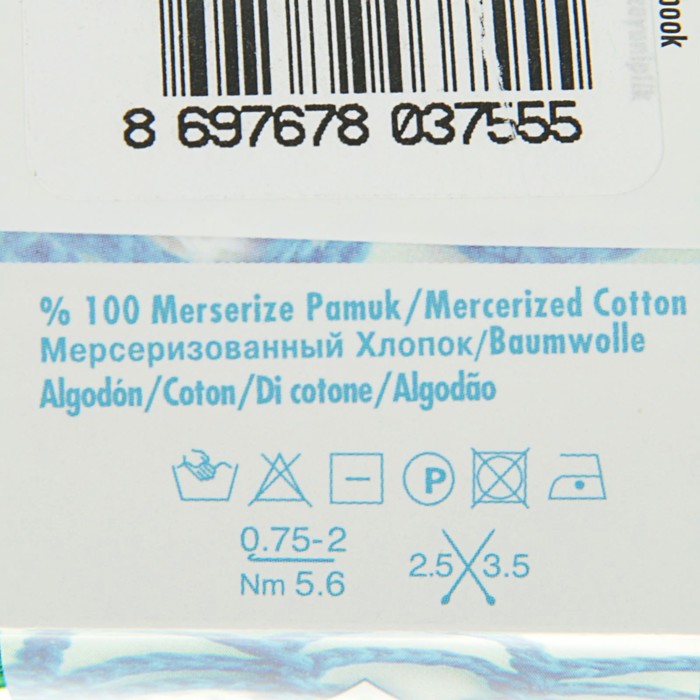 book
8 697678 037555
% 100 Merserize Pamuk/Mercerized Cotton
Мерсеризованный Хлопок/Baumwolle
Algodón/Coton/Di cotone/Algodão
P
0.75-2
Nm 5.6
2.5 3.5